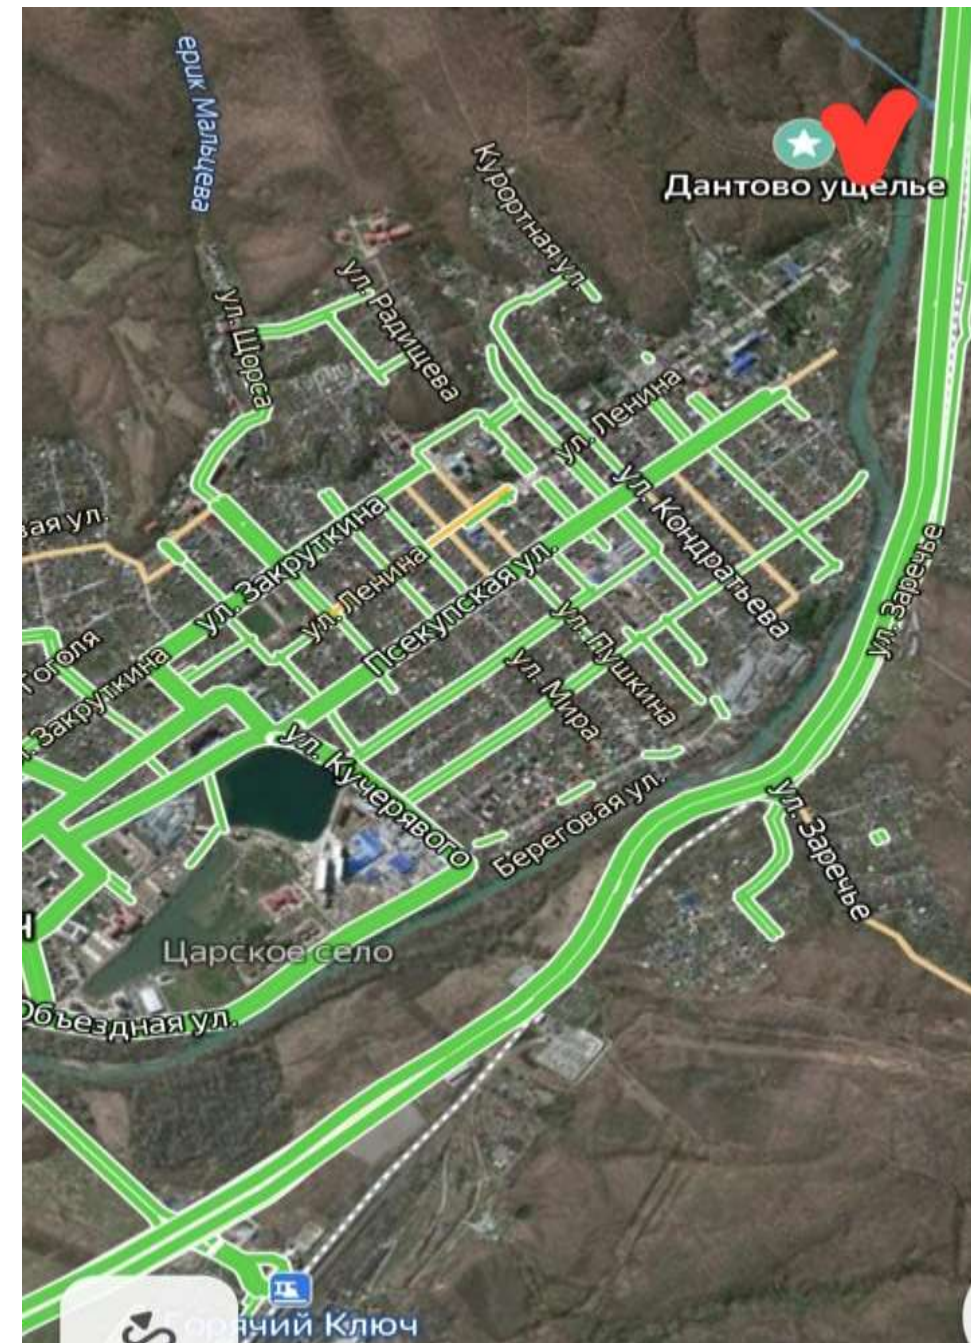 ерик Мальцева
Курортная ул.
Дантово ущелье
ул. Радищева
ул. Щорса
ул. Ленина
ул. Закруткина
ул. Ленина
ул. Кондратьева
ул. Заречье
Псекупская ул.
ул. Пушкина
ул. Мира
Гоголя
Закруткина
ул. Кучерявого
Береговая ул.
ул. Заречье
Царское село
Объездная ул.
Горячий Ключ